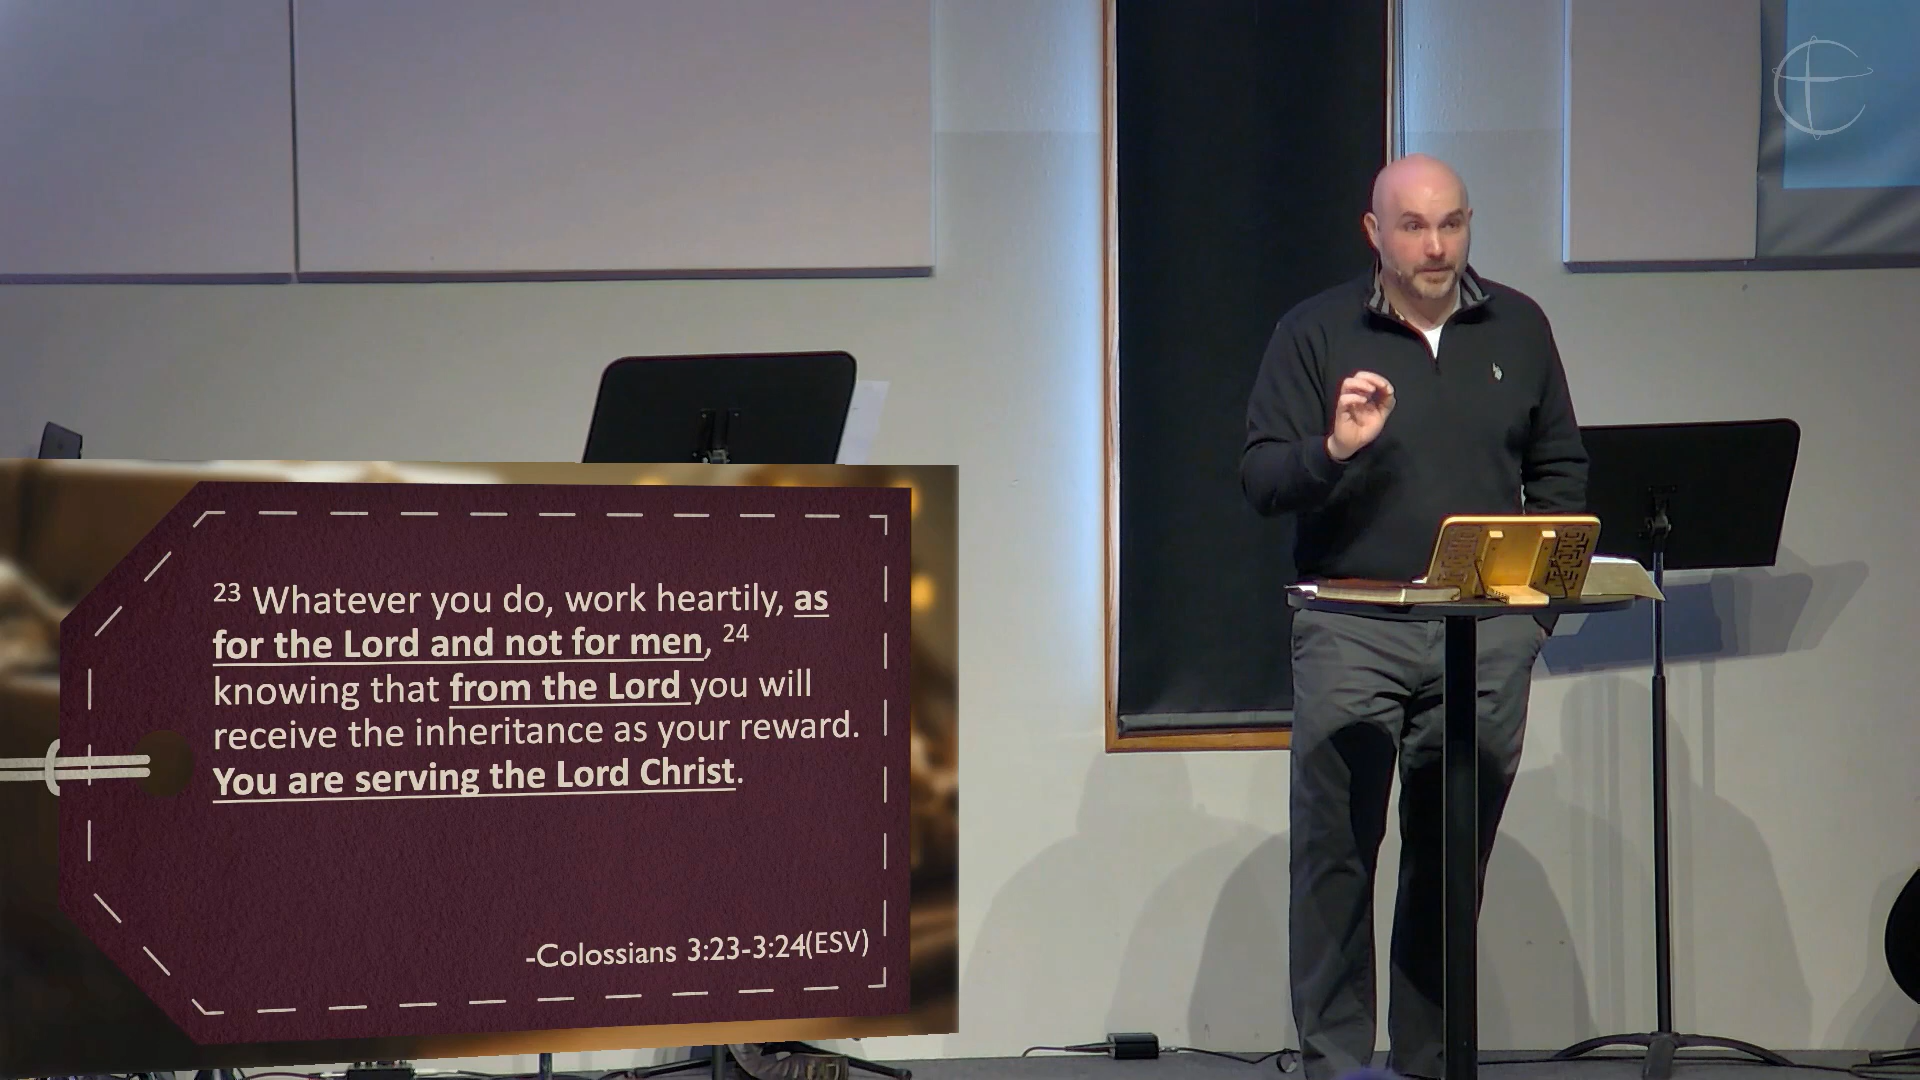 23 Whatever you do, work heartily, as
for the Lord and not for men, 24
knowing that from the Lord you will
receive the inheritance as your reward.
You are serving the Lord Christ.
-Colossians 3:23-3:24(ESV)